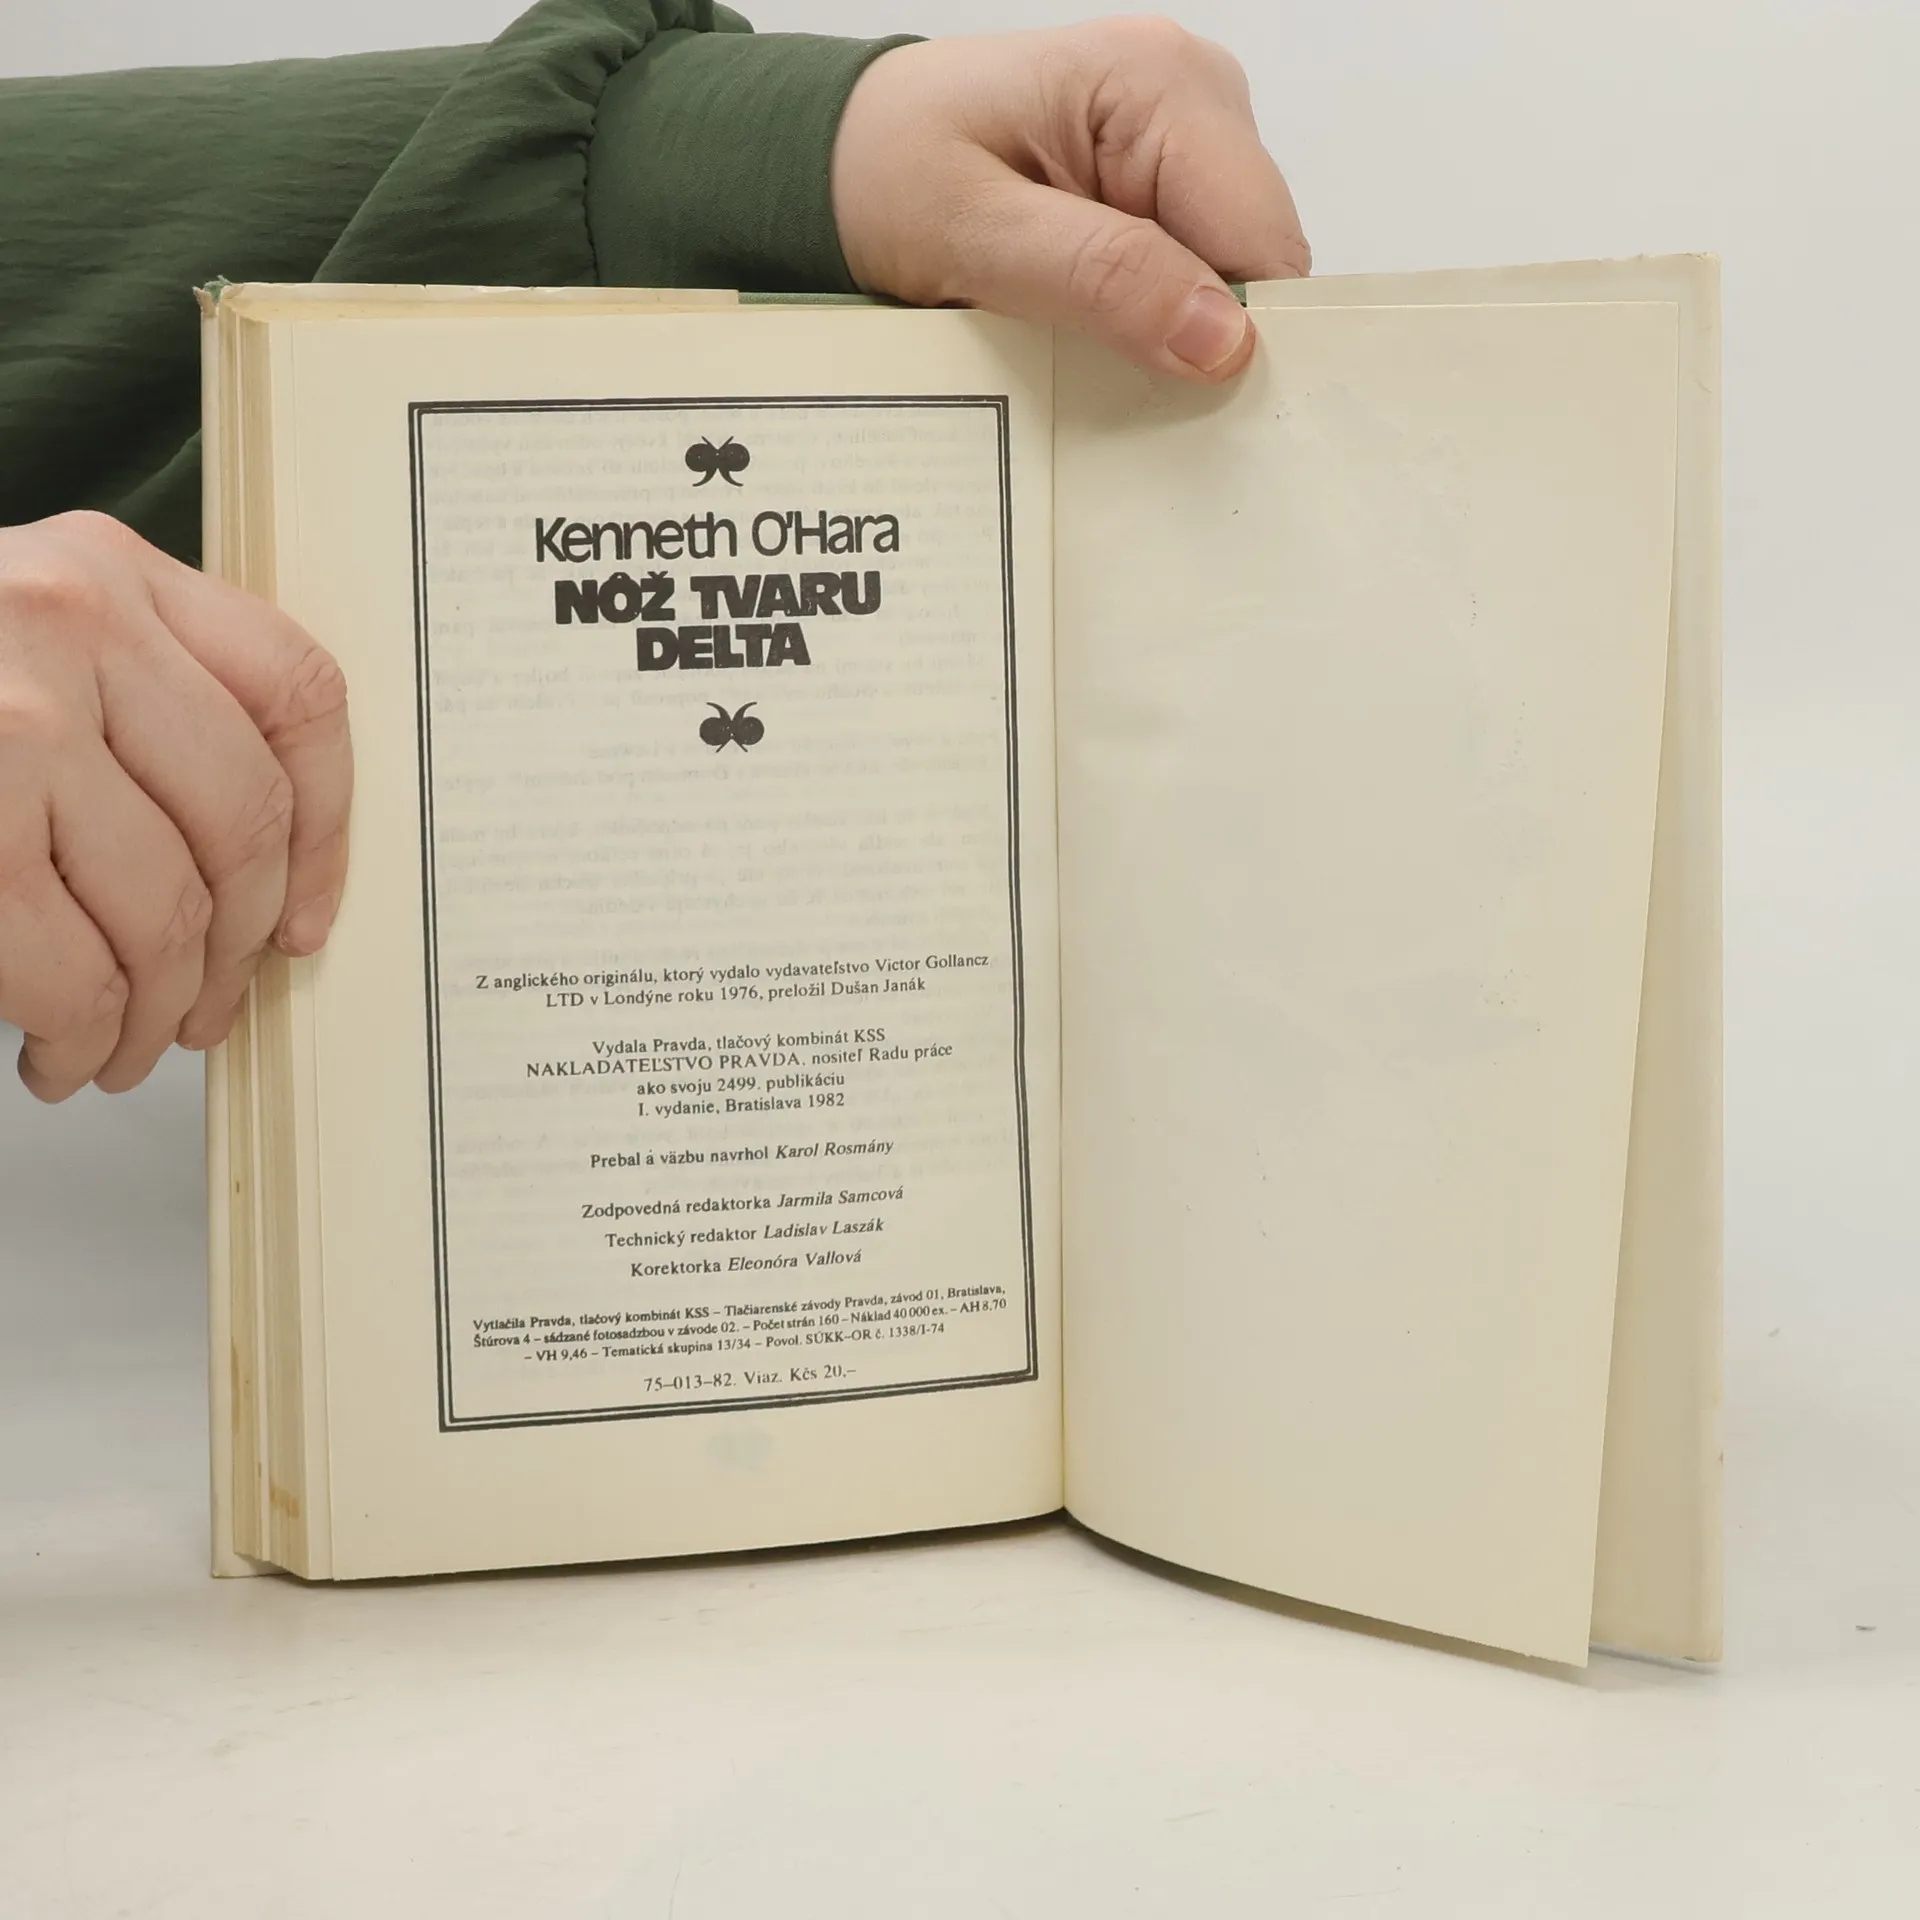 Kenneth O'Hara
NÔŽ TVARU
DELTA
Z anglického originálu, ktorý vydalo vydavateľstvo Victor Gollancz
LTD v Londýne roku 1976, preložil Dušan Janák
Vydala Pravda, tlačový kombinát KSS
NAKLADATEĽSTVO PRAVDA, nositeľ Radu práce
ako svoju 2499. publikáciu
I. vydanie, Bratislava 1982
Prebal a väzbu navrhol Karol Rosmány
Zodpovedná redaktorka Jarmila Samcová
Technický redaktor Ladislav Laszák
Korektorka Eleonóra Vallová
Vytlačila Pravda, tlačový kombinát KSS – Tlačiarenské závody Pravda, závod 01, Bratislava,
Štúrova 4 – sádzané fotosadzbou v závode 02. – Počet strán 160 – Náklad 40 000 ex. – AH 8,70
– VH 9,46 – Tematická skupina 13/34 – Povol. SÚKK–OR č. 1338/I-74
75–013–82. Viaz. Kčs 20,–